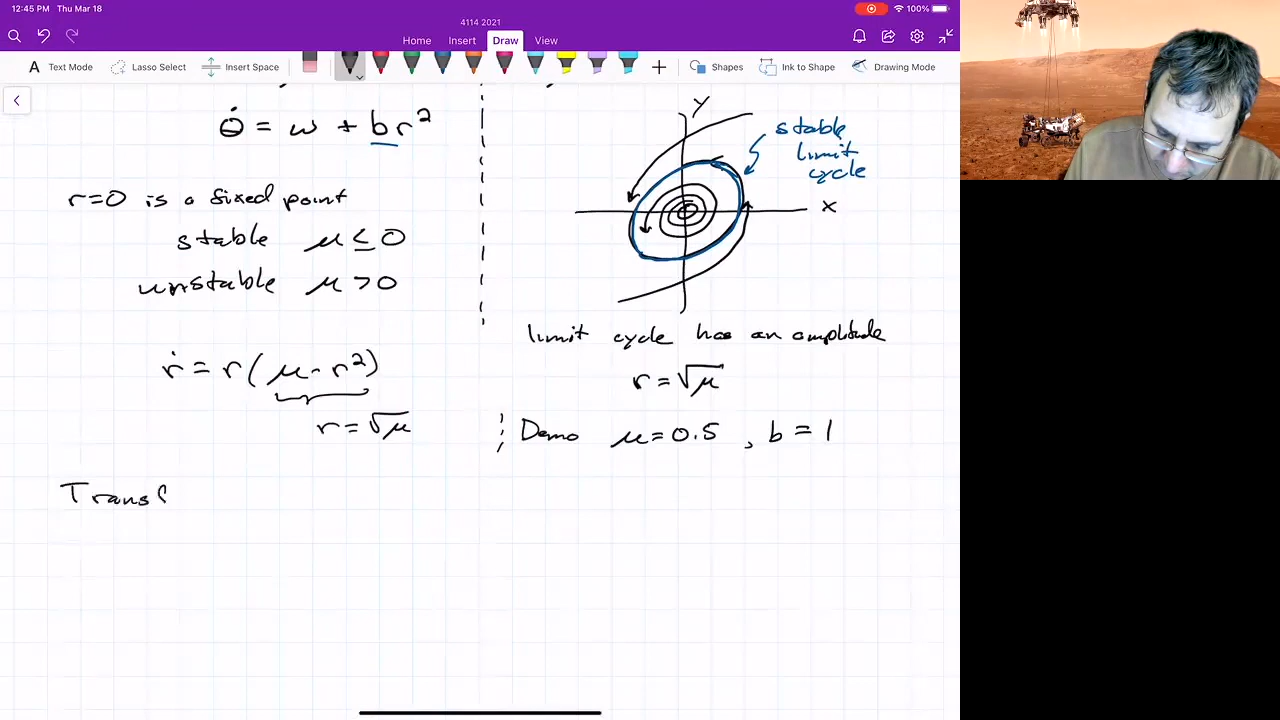 12:45 PM Thu Mar 18
100%
4114 2021
Home Insert Draw View
Text Mode Lasso Select Insert Space Shapes Ink to Shape Drawing Mode
θ̇ = ω + br²
r=0 is a fixed point
stable μ ≤ 0
unstable μ > 0
ṙ = r(μ - r²)
r = √μ
y
x
stable
limit
cycle
limit cycle has an amplitude
r = √μ
Demo μ = 0.5, b = 1
Transf